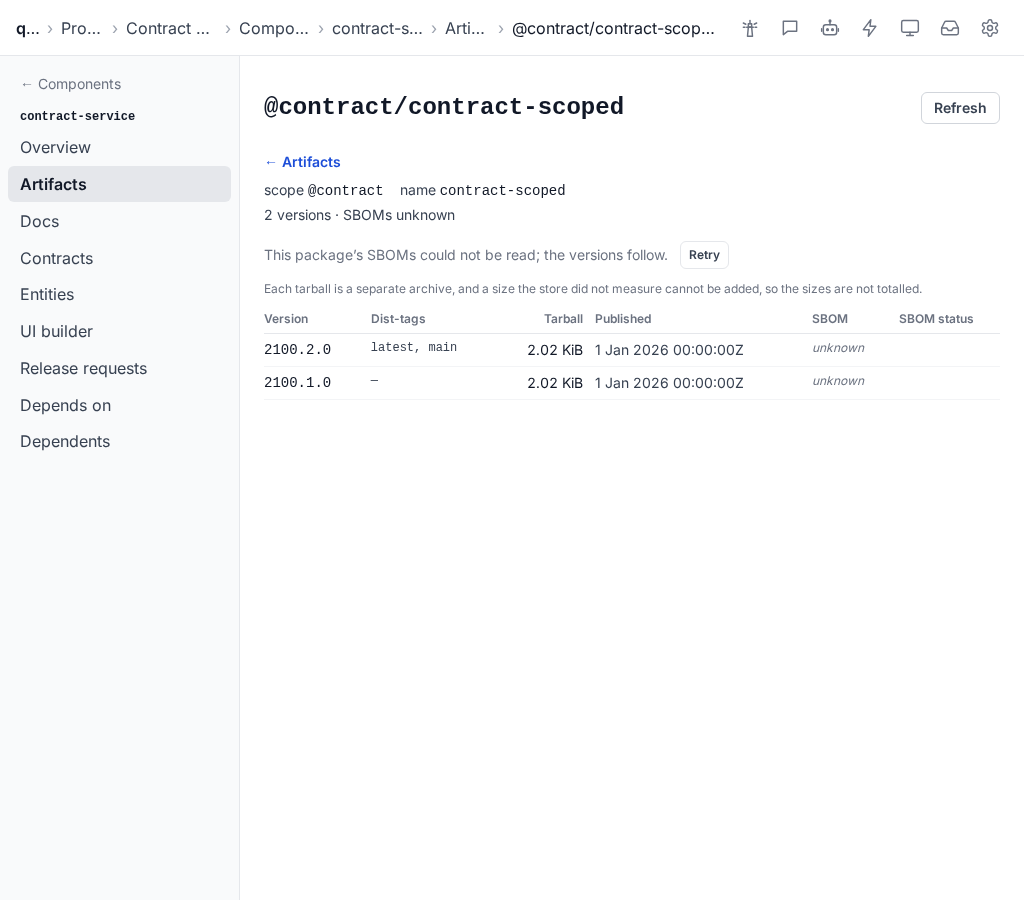 q… › Pro… › Contract … › Compo… › contract-s… › Arti… › @contract/contract-scop…
← Components
contract-service
Overview
Artifacts
Docs
Contracts
Entities
UI builder
Release requests
Depends on
Dependents
@contract/contract-scoped
Refresh
← Artifacts
scope @contract name contract-scoped
2 versions · SBOMs unknown
This package’s SBOMs could not be read; the versions follow. Retry
Each tarball is a separate archive, and a size the store did not measure cannot be added, so the sizes are not totalled.
Version Dist-tags Tarball Published SBOM SBOM status
2100.2.0 latest, main 2.02 KiB 1 Jan 2026 00:00:00Z unknown
2100.1.0 — 2.02 KiB 1 Jan 2026 00:00:00Z unknown